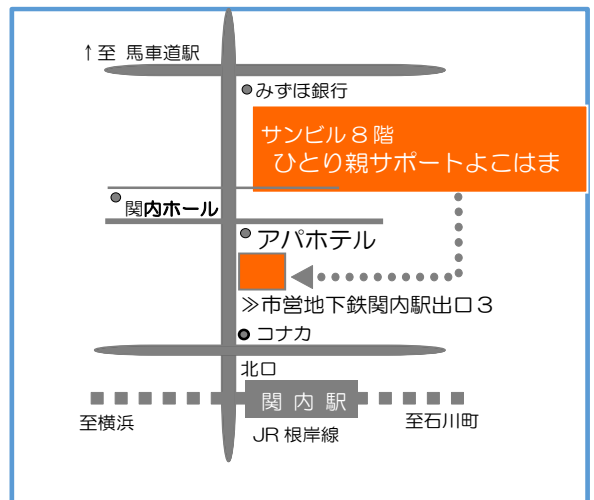 ↑至 馬車道駅
みずほ銀行
サンビル8階
ひとり親サポートよこはま
関内ホール
アパホテル
≫市営地下鉄関内駅出口3
コナカ
北口
関内駅
至横浜
至石川町
JR根岸線